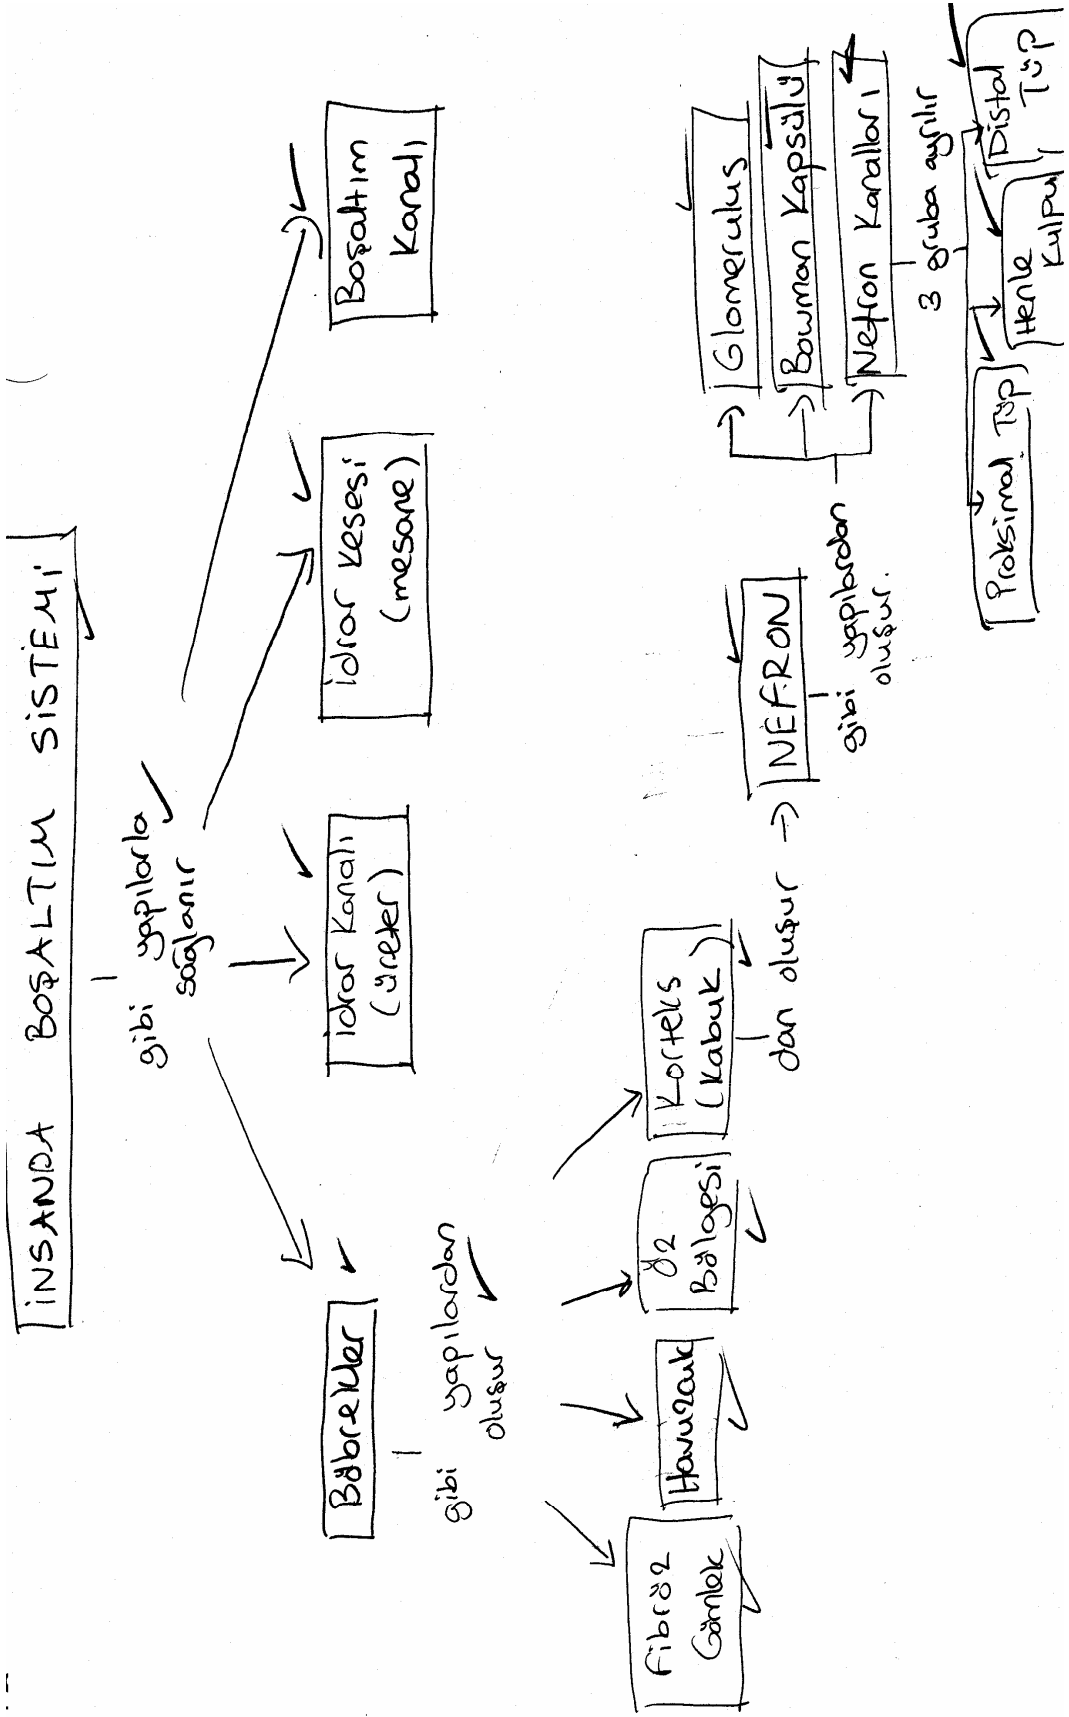 İNSANDA BOŞALTIM SİSTEMİ
gibi yapılarla
sağlanır
Böbrekler
İdrar Kanalı
(üreter)
İdrar Kesesi
(mesane)
Boşaltım
Kanalı
gibi yapılardan
oluşur
Fibröz
Gömlek
Havuzcuk
Öz
Bölgesi
Korteks
(Kabuk)
dan oluşur
NEFRON
gibi yapılardan
oluşur.
Glomerulus
Bowman Kapsülü
Nefron Kanalları
3 gruba ayrılır
Proksimal Tüp
Henle
Kulpu
Distal
Tüp